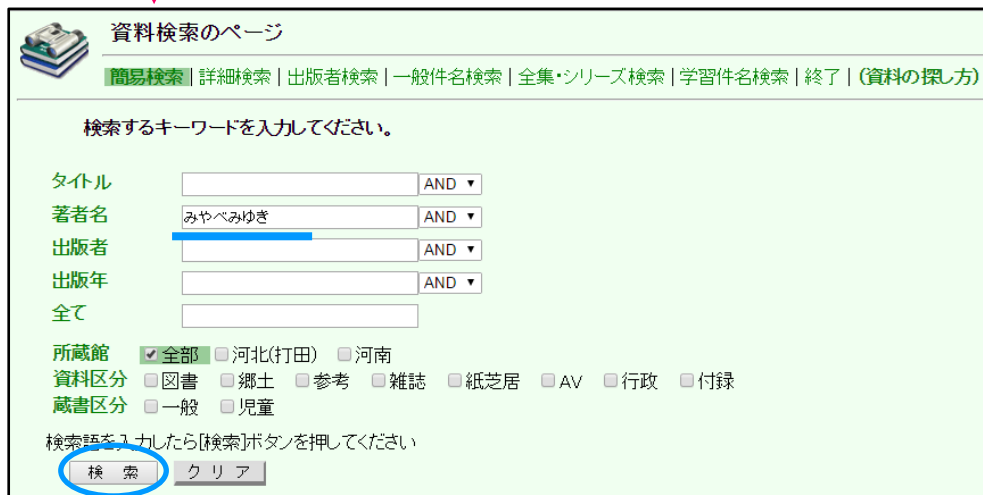 資料検索のページ
簡易検索 | 詳細検索 | 出版者検索 | 一般件名検索 | 全集・シリーズ検索 | 学習件名検索 | 終了 | (資料の探し方)
検索するキーワードを入力してください。
タイトル AND
著者名 みやべみゆき AND
出版者 AND
出版年 AND
全て
所蔵館 全部 河北(打田) 河南
資料区分 図書 郷土 参考 雑誌 紙芝居 AV 行政 付録
蔵書区分 一般 児童
検索語を入力したら[検索]ボタンを押してください
検 索 クリア